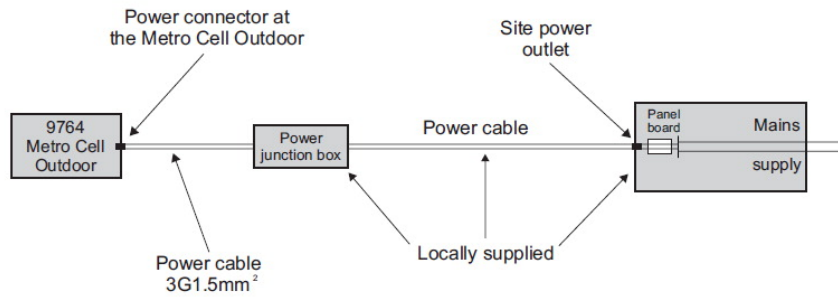 Power connector at
the Metro Cell Outdoor
Site power
outlet
9764
Metro Cell
Outdoor
Power
junction box
Power cable
Panel
board
Mains
supply
Locally supplied
Power cable
3G1.5mm²